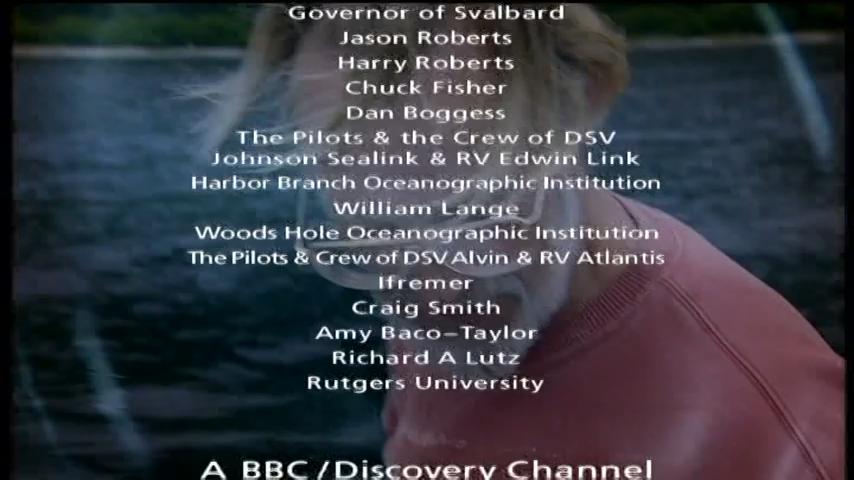 Governor of Svalbard
Jason Roberts
Harry Roberts
Chuck Fisher
Dan Boggess
The Pilots & the Crew of DSV
Johnson Sealink & RV Edwin Link
Harbor Branch Oceanographic Institution
William Lange
Woods Hole Oceanographic Institution
The Pilots & Crew of DSV Alvin & RV Atlantis
Ifremer
Craig Smith
Amy Baco-Taylor
Richard A Lutz
Rutgers University
A BBC/Discovery Channel